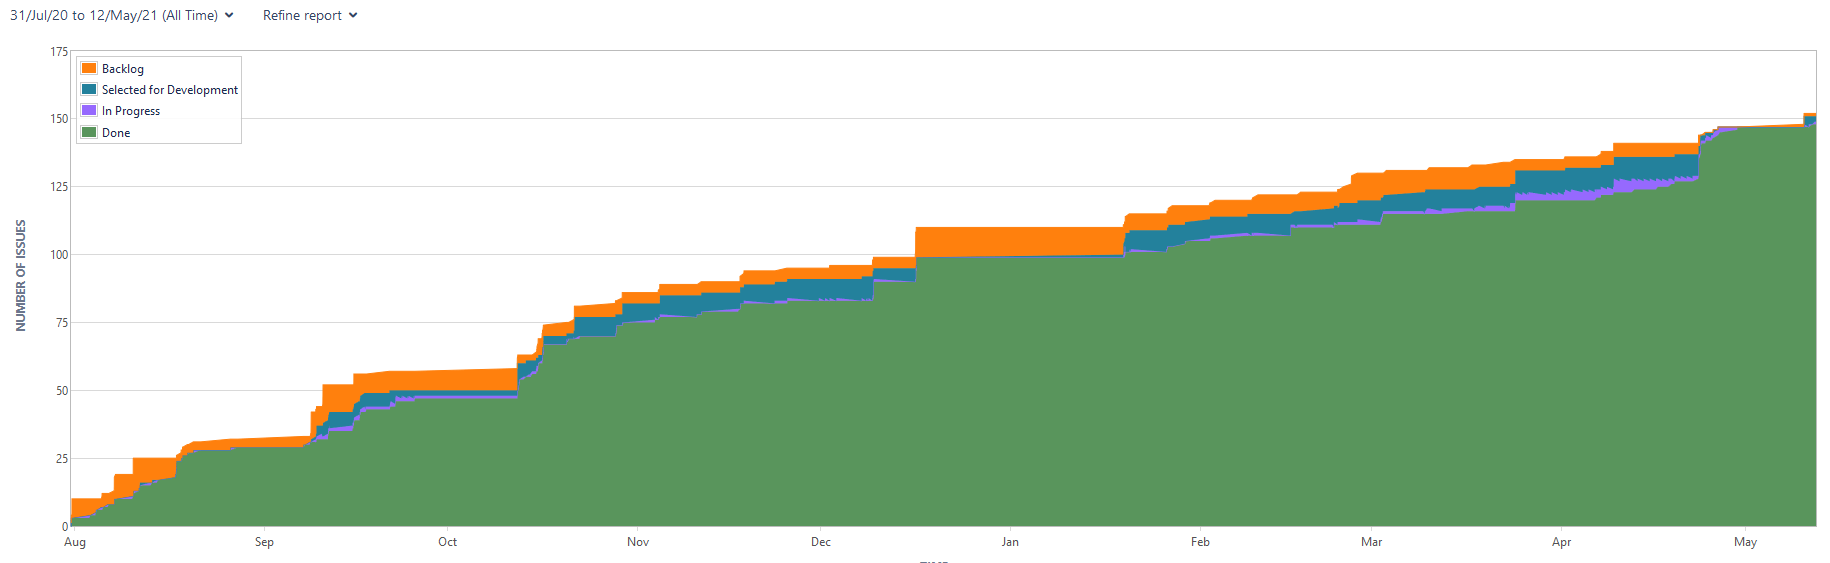 31/Jul/20 to 12/May/21 (All Time) Refine report
175
Backlog
Selected for Development
In Progress
Done
150
125
100
75
50
25
0
NUMBER OF ISSUES
Aug Sep Oct Nov Dec Jan Feb Mar Apr May